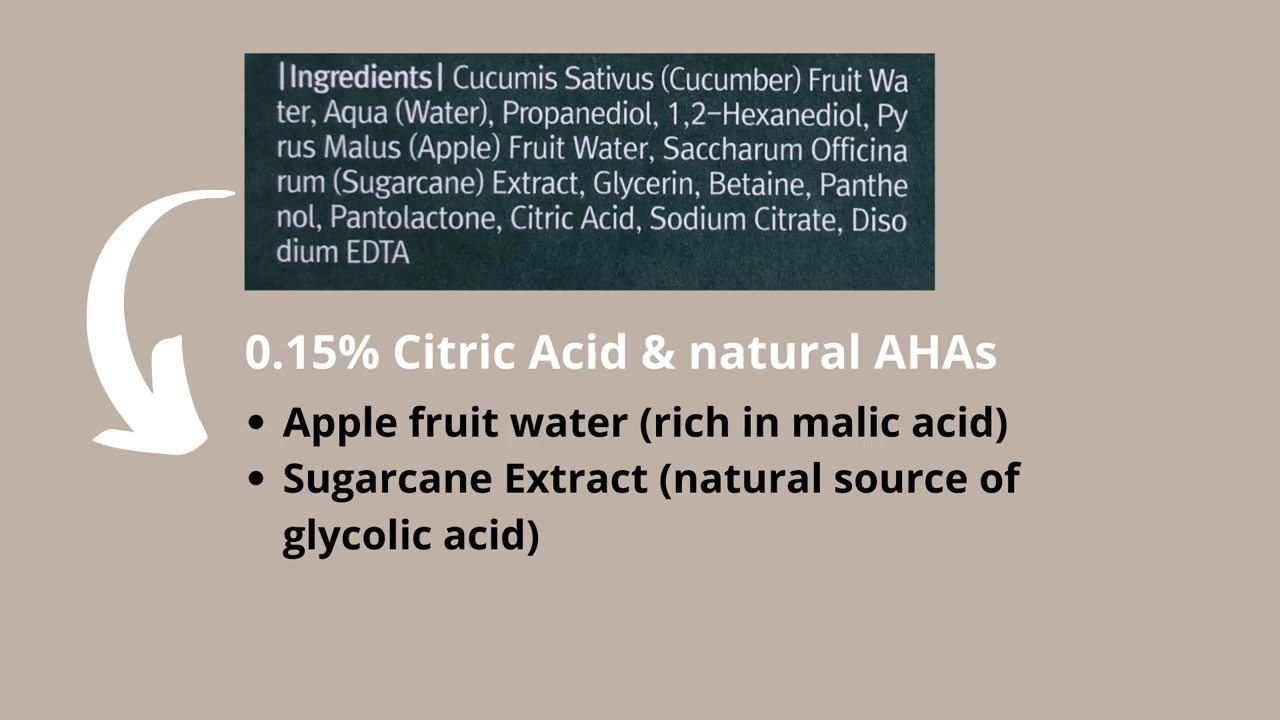 |Ingredients| Cucumis Sativus (Cucumber) Fruit Wa
ter, Aqua (Water), Propanediol, 1,2-Hexanediol, Py
rus Malus (Apple) Fruit Water, Saccharum Officina
rum (Sugarcane) Extract, Glycerin, Betaine, Panthe
nol, Pantolactone, Citric Acid, Sodium Citrate, Diso
dium EDTA
0.15% Citric Acid & natural AHAs
• Apple fruit water (rich in malic acid)
• Sugarcane Extract (natural source of
glycolic acid)